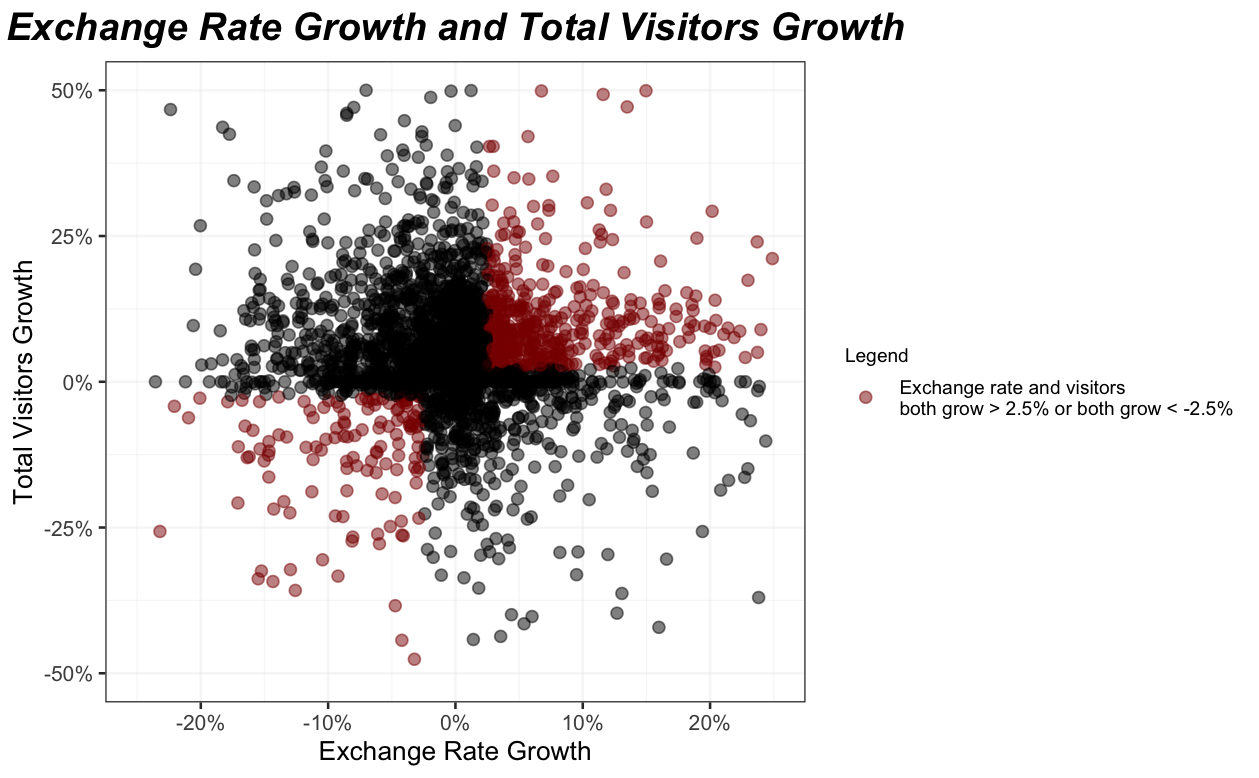 Exchange Rate Growth and Total Visitors Growth
50%
25%
0%
-25%
-50%
Total Visitors Growth
-20%
-10%
0%
10%
20%
Exchange Rate Growth
Legend
Exchange rate and visitors
both grow > 2.5% or both grow < -2.5%